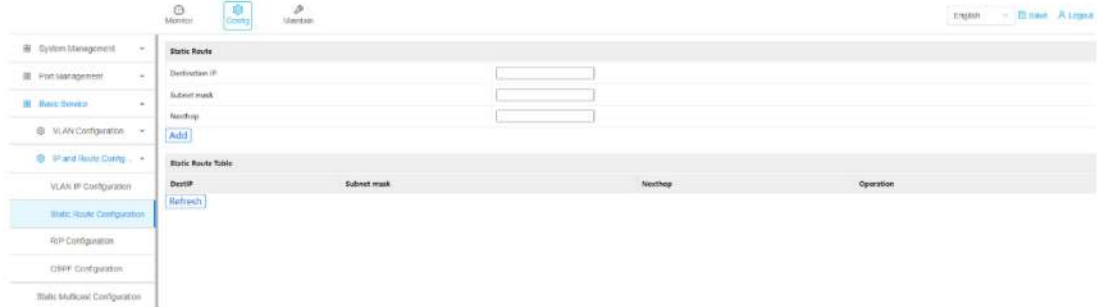 Monitor Config Maintain English Save Logout
System Management
Port Management
Basic Service
VLAN Configuration
IP and Route Config...
VLAN IP Configuration
Static Route Configuration
RIP Configuration
OSPF Configuration
Static Multicast Configuration
Static Route
Destination IP
Subnet mask
Nexthop
Add
Static Route Table
DestIP Subnet mask Nexthop Operation
Refresh